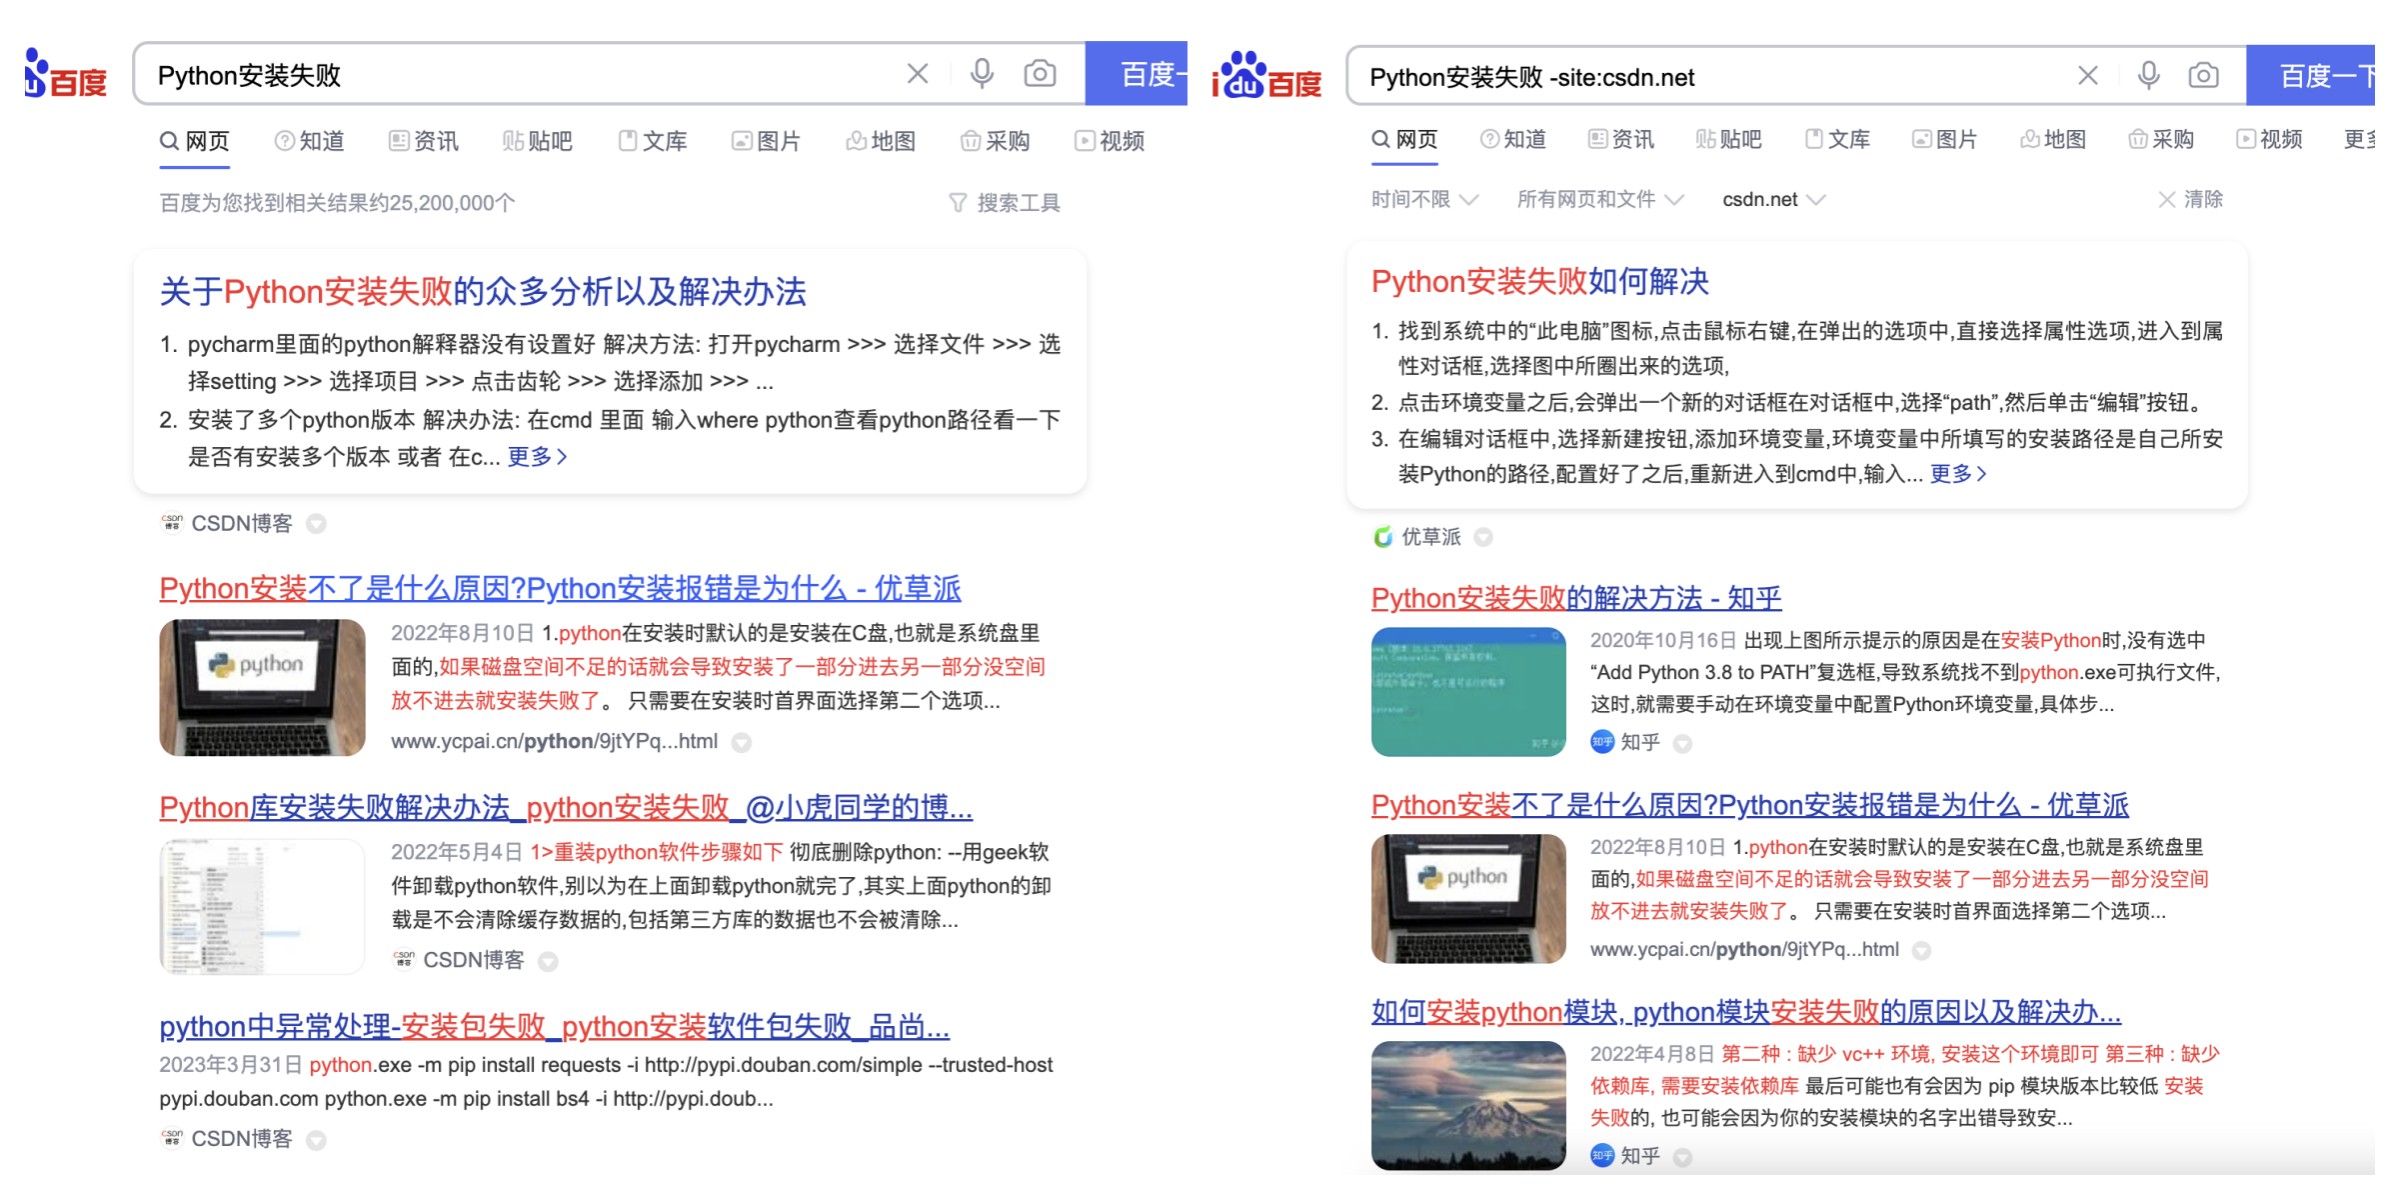 百度
Python安装失败
百度一
网页 知道 资讯 贴吧 文库 图片 地图 采购 视频
百度为您找到相关结果约25,200,000个
搜索工具
关于Python安装失败的众多分析以及解决办法
1. pycharm里面的python解释器没有设置好 解决方法: 打开pycharm >>> 选择文件 >>> 选
择setting >>> 选择项目 >>> 点击齿轮 >>> 选择添加 >>> ...
2. 安装了多个python版本 解决办法: 在cmd 里面 输入where python查看python路径看一下
是否有安装多个版本 或者 在c... 更多
CSDN博客
Python安装不了是什么原因?Python安装报错是为什么 - 优草派
python
2022年8月10日 1.python在安装时默认的是安装在C盘,也就是系统盘里
面的,如果磁盘空间不足的话就会导致安装了一部分进去另一部分没空间
放不进去就安装失败了。 只需要在安装时首界面选择第二个选项...
www.ycpai.cn/python/9jtYPq...html
Python库安装失败解决办法_python安装失败_@小虎同学的博...
2022年5月4日 1>重装python软件步骤如下 彻底删除python: --用geek软
件卸载python软件,别以为在上面卸载python就完了,其实上面python的卸
载是不会清除缓存数据的,包括第三方库的数据也不会被清除...
CSDN博客
python中异常处理-安装包失败_python安装软件包失败_品尚...
2023年3月31日 python.exe -m pip install requests -i http://pypi.douban.com/simple --trusted-host
pypi.douban.com python.exe -m pip install bs4 -i http://pypi.doub...
CSDN博客
du百度
Python安装失败 -site:csdn.net
百度一下
网页 知道 资讯 贴吧 文库 图片 地图 采购 视频 更多
时间不限 所有网页和文件 csdn.net
清除
Python安装失败如何解决
1. 找到系统中的“此电脑”图标,点击鼠标右键,在弹出的选项中,直接选择属性选项,进入到属
性对话框,选择图中所圈出来的选项,
2. 点击环境变量之后,会弹出一个新的对话框在对话框中,选择“path”,然后单击“编辑”按钮。
3. 在编辑对话框中,选择新建按钮,添加环境变量,环境变量中所填写的安装路径是自己所安
装Python的路径,配置好了之后,重新进入到cmd中,输入... 更多
优草派
Python安装失败的解决方法 - 知乎
2020年10月16日 出现上图所示提示的原因是在安装Python时,没有选中
“Add Python 3.8 to PATH”复选框,导致系统找不到python.exe可执行文件,
这时,就需要手动在环境变量中配置Python环境变量,具体步...
知乎 知乎
Python安装不了是什么原因?Python安装报错是为什么 - 优草派
python
2022年8月10日 1.python在安装时默认的是安装在C盘,也就是系统盘里
面的,如果磁盘空间不足的话就会导致安装了一部分进去另一部分没空间
放不进去就安装失败了。 只需要在安装时首界面选择第二个选项...
www.ycpai.cn/python/9jtYPq...html
如何安装python模块, python模块安装失败的原因以及解决办...
2022年4月8日 第二种 : 缺少 vc++ 环境, 安装这个环境即可 第三种 : 缺少
依赖库, 需要安装依赖库 最后可能也有会因为 pip 模块版本比较低 安装
失败的, 也可能会因为你的安装模块的名字出错导致安...
知乎 知乎